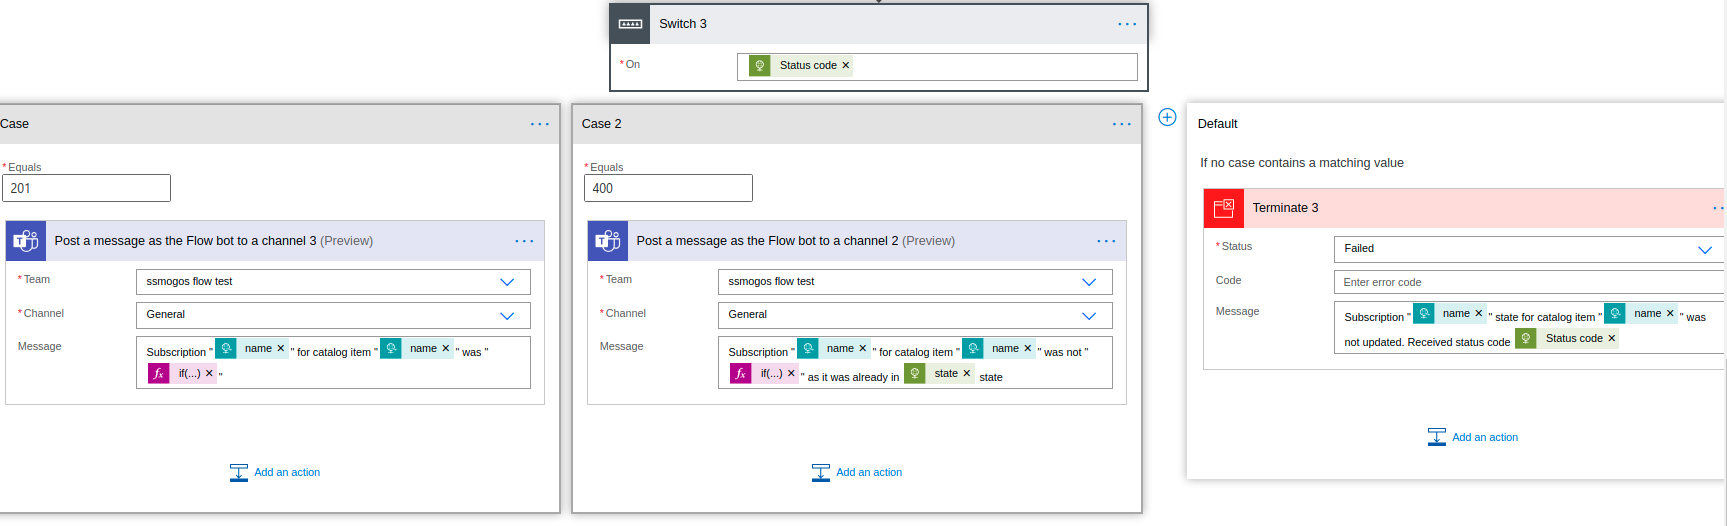 Switch 3
* On
Status code ×
Case
* Equals
201
Post a message as the Flow bot to a channel 3 (Preview)
* Team
ssmogos flow test
* Channel
General
Message
Subscription " name × " for catalog item " name × " was "
fx if(...) × "
Add an action
Case 2
* Equals
400
Post a message as the Flow bot to a channel 2 (Preview)
* Team
ssmogos flow test
* Channel
General
Message
Subscription " name × " for catalog item " name × " was not "
fx if(...) × " as it was already in state × state
Add an action
Default
If no case contains a matching value
Terminate 3
* Status
Failed
Code
Enter error code
Message
Subscription " name × " state for catalog item " name × " was
not updated. Received status code Status code ×
Add an action